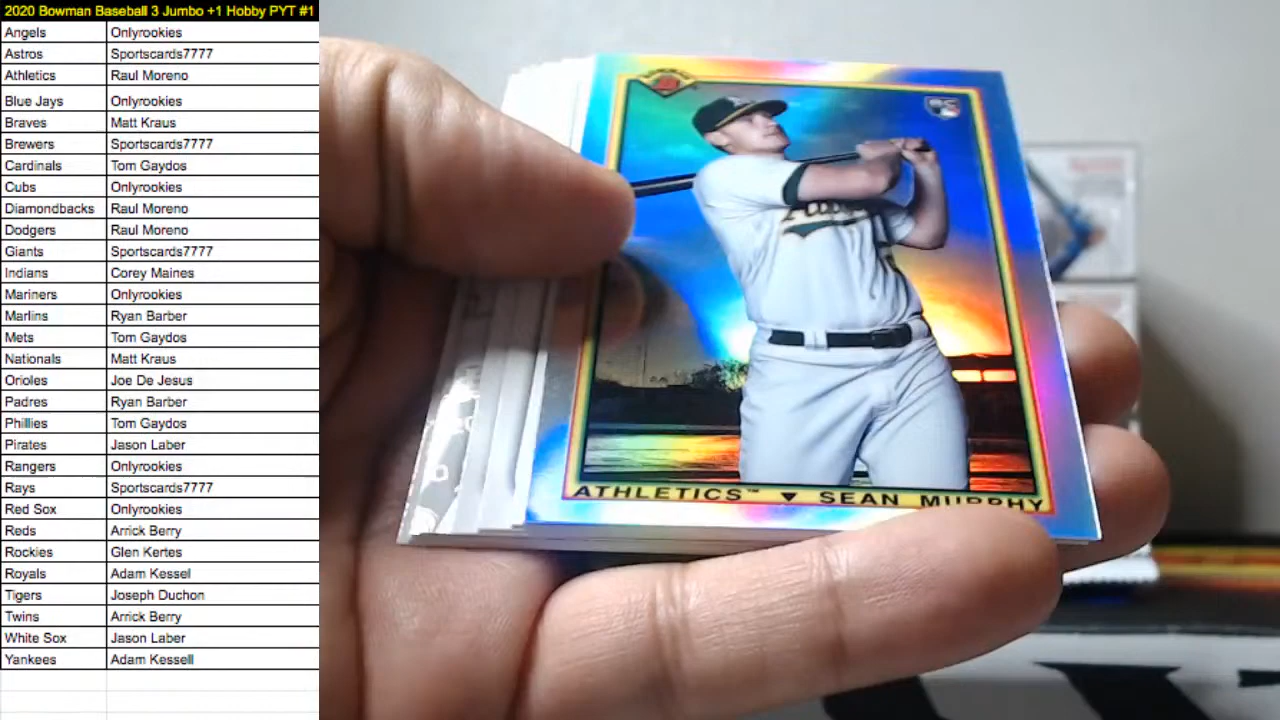 2020 Bowman Baseball 3 Jumbo +1 Hobby PYT #1
Angels Onlyrookies
Astros Sportscards7777
Athletics Raul Moreno
Blue Jays Onlyrookies
Braves Matt Kraus
Brewers Sportscards7777
Cardinals Tom Gaydos
Cubs Onlyrookies
Diamondbacks Raul Moreno
Dodgers Raul Moreno
Giants Sportscards7777
Indians Corey Maines
Mariners Onlyrookies
Marlins Ryan Barber
Mets Tom Gaydos
Nationals Matt Kraus
Orioles Joe De Jesus
Padres Ryan Barber
Phillies Tom Gaydos
Pirates Jason Laber
Rangers Onlyrookies
Rays Sportscards7777
Red Sox Onlyrookies
Reds Arrick Berry
Rockies Glen Kertes
Royals Adam Kessel
Tigers Joseph Duchon
Twins Arrick Berry
White Sox Jason Laber
Yankees Adam Kessell
RC
ATHLETICS™ ▼ SEAN MURPHY